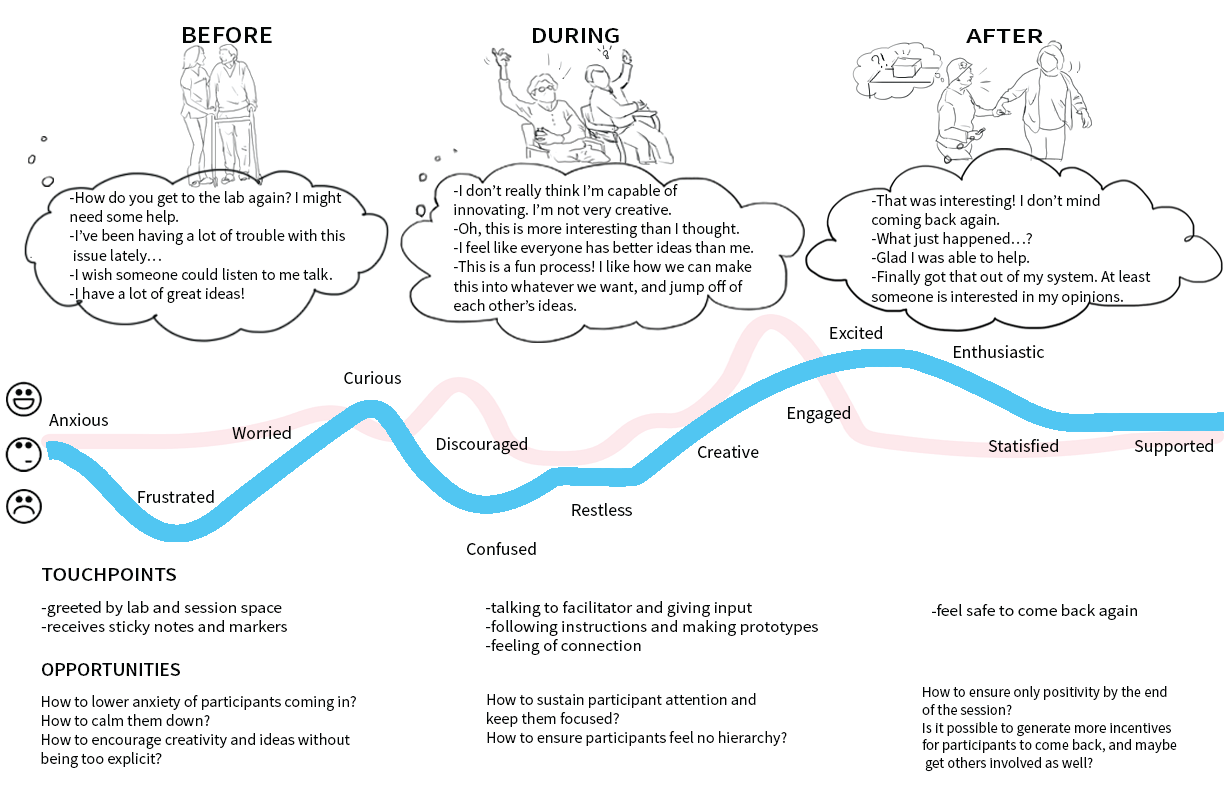 BEFORE
DURING
AFTER
?!
-How do you get to the lab again? I might
need some help.
-I've been having a lot of trouble with this
issue lately…
-I wish someone could listen to me talk.
-I have a lot of great ideas!
-I don't really think I'm capable of
innovating. I'm not very creative.
-Oh, this is more interesting than I thought.
-I feel like everyone has better ideas than me.
-This is a fun process! I like how we can make
this into whatever we want, and jump off of
each other's ideas.
-That was interesting! I don't mind
coming back again.
-What just happened…?
-Glad I was able to help.
-Finally got that out of my system. At least
someone is interested in my opinions.
Anxious
Frustrated
Worried
Curious
Discouraged
Confused
Restless
Creative
Engaged
Excited
Enthusiastic
Statisfied
Supported
TOUCHPOINTS
-greeted by lab and session space
-receives sticky notes and markers
-talking to facilitator and giving input
-following instructions and making prototypes
-feeling of connection
-feel safe to come back again
OPPORTUNITIES
How to lower anxiety of participants coming in?
How to calm them down?
How to encourage creativity and ideas without
being too explicit?
How to sustain participant attention and
keep them focused?
How to ensure participants feel no hierarchy?
How to ensure only positivity by the end
of the session?
Is it possible to generate more incentives
for participants to come back, and maybe
get others involved as well?